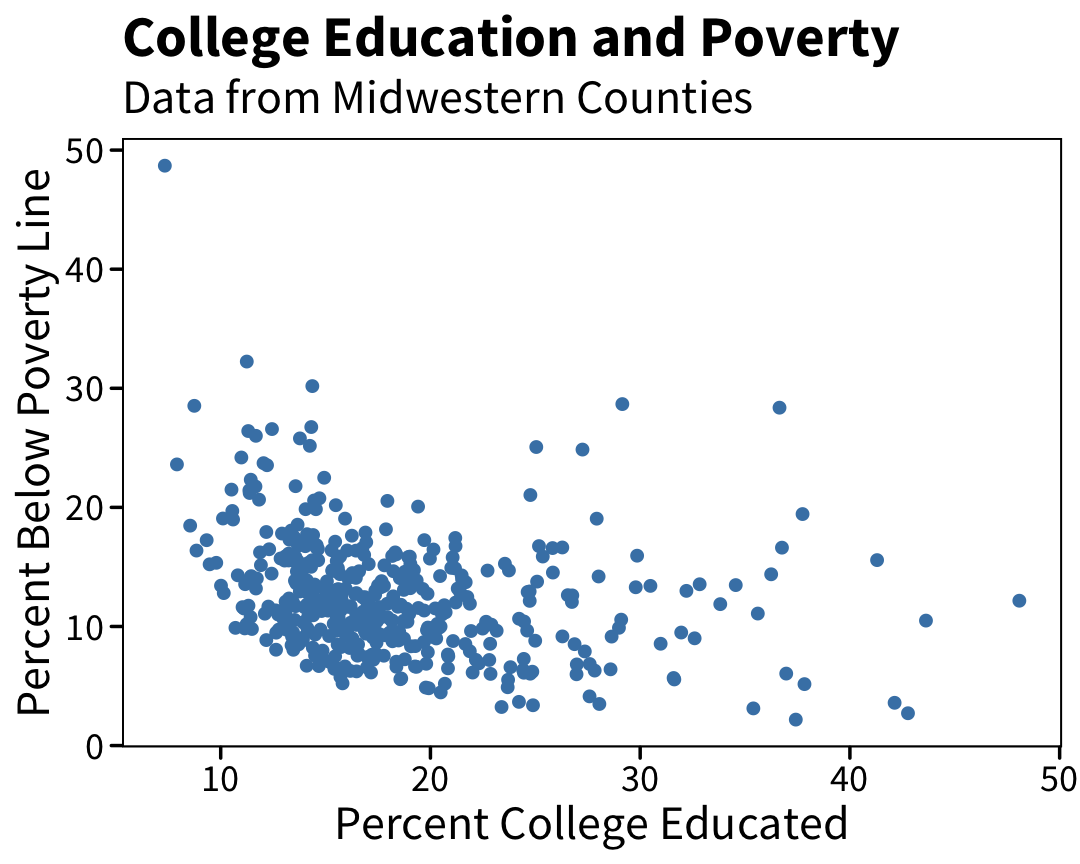 College Education and Poverty
Data from Midwestern Counties
Percent Below Poverty Line
50
40
30
20
10
0
10 20 30 40 50
Percent College Educated